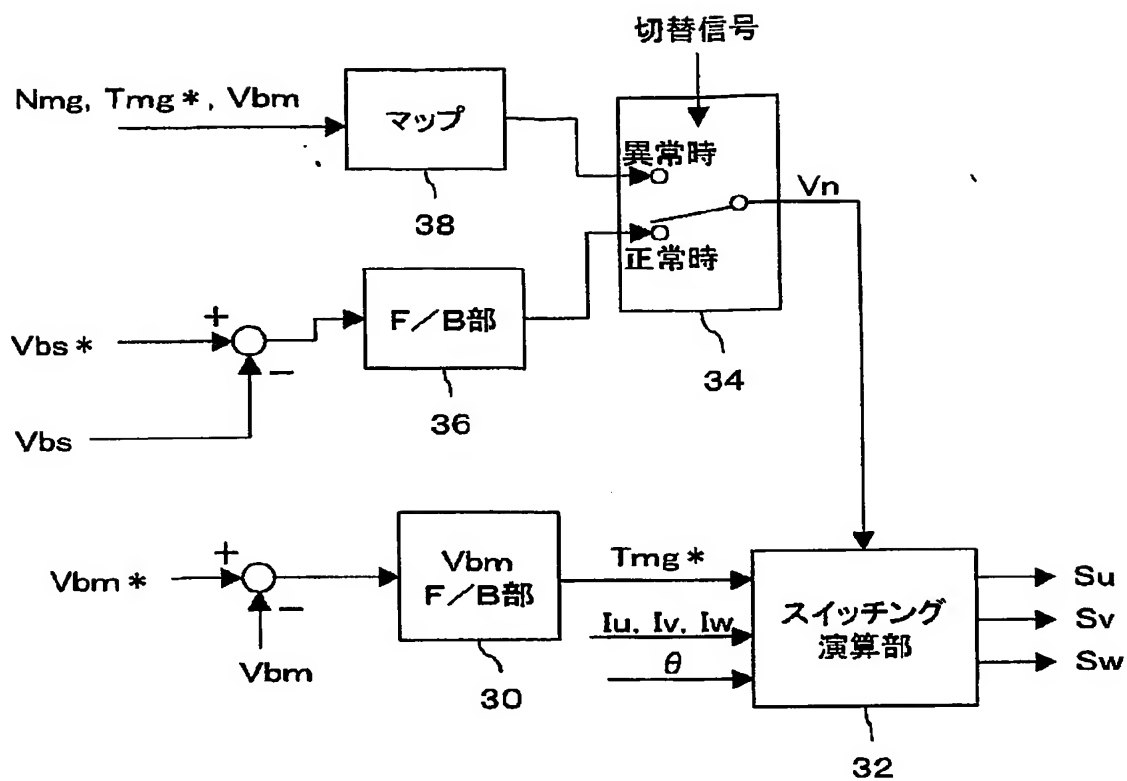 切替信号
Nmg, Tmg*, Vbm
マップ
38
異常時
正常時
Vn
34
Vbs*
+
−
Vbs
F/B部
36
Vbm*
+
−
Vbm
Vbm
F/B部
30
Tmg*
Iu, Iv, Iw
θ
スイッチング
演算部
32
Su
Sv
Sw